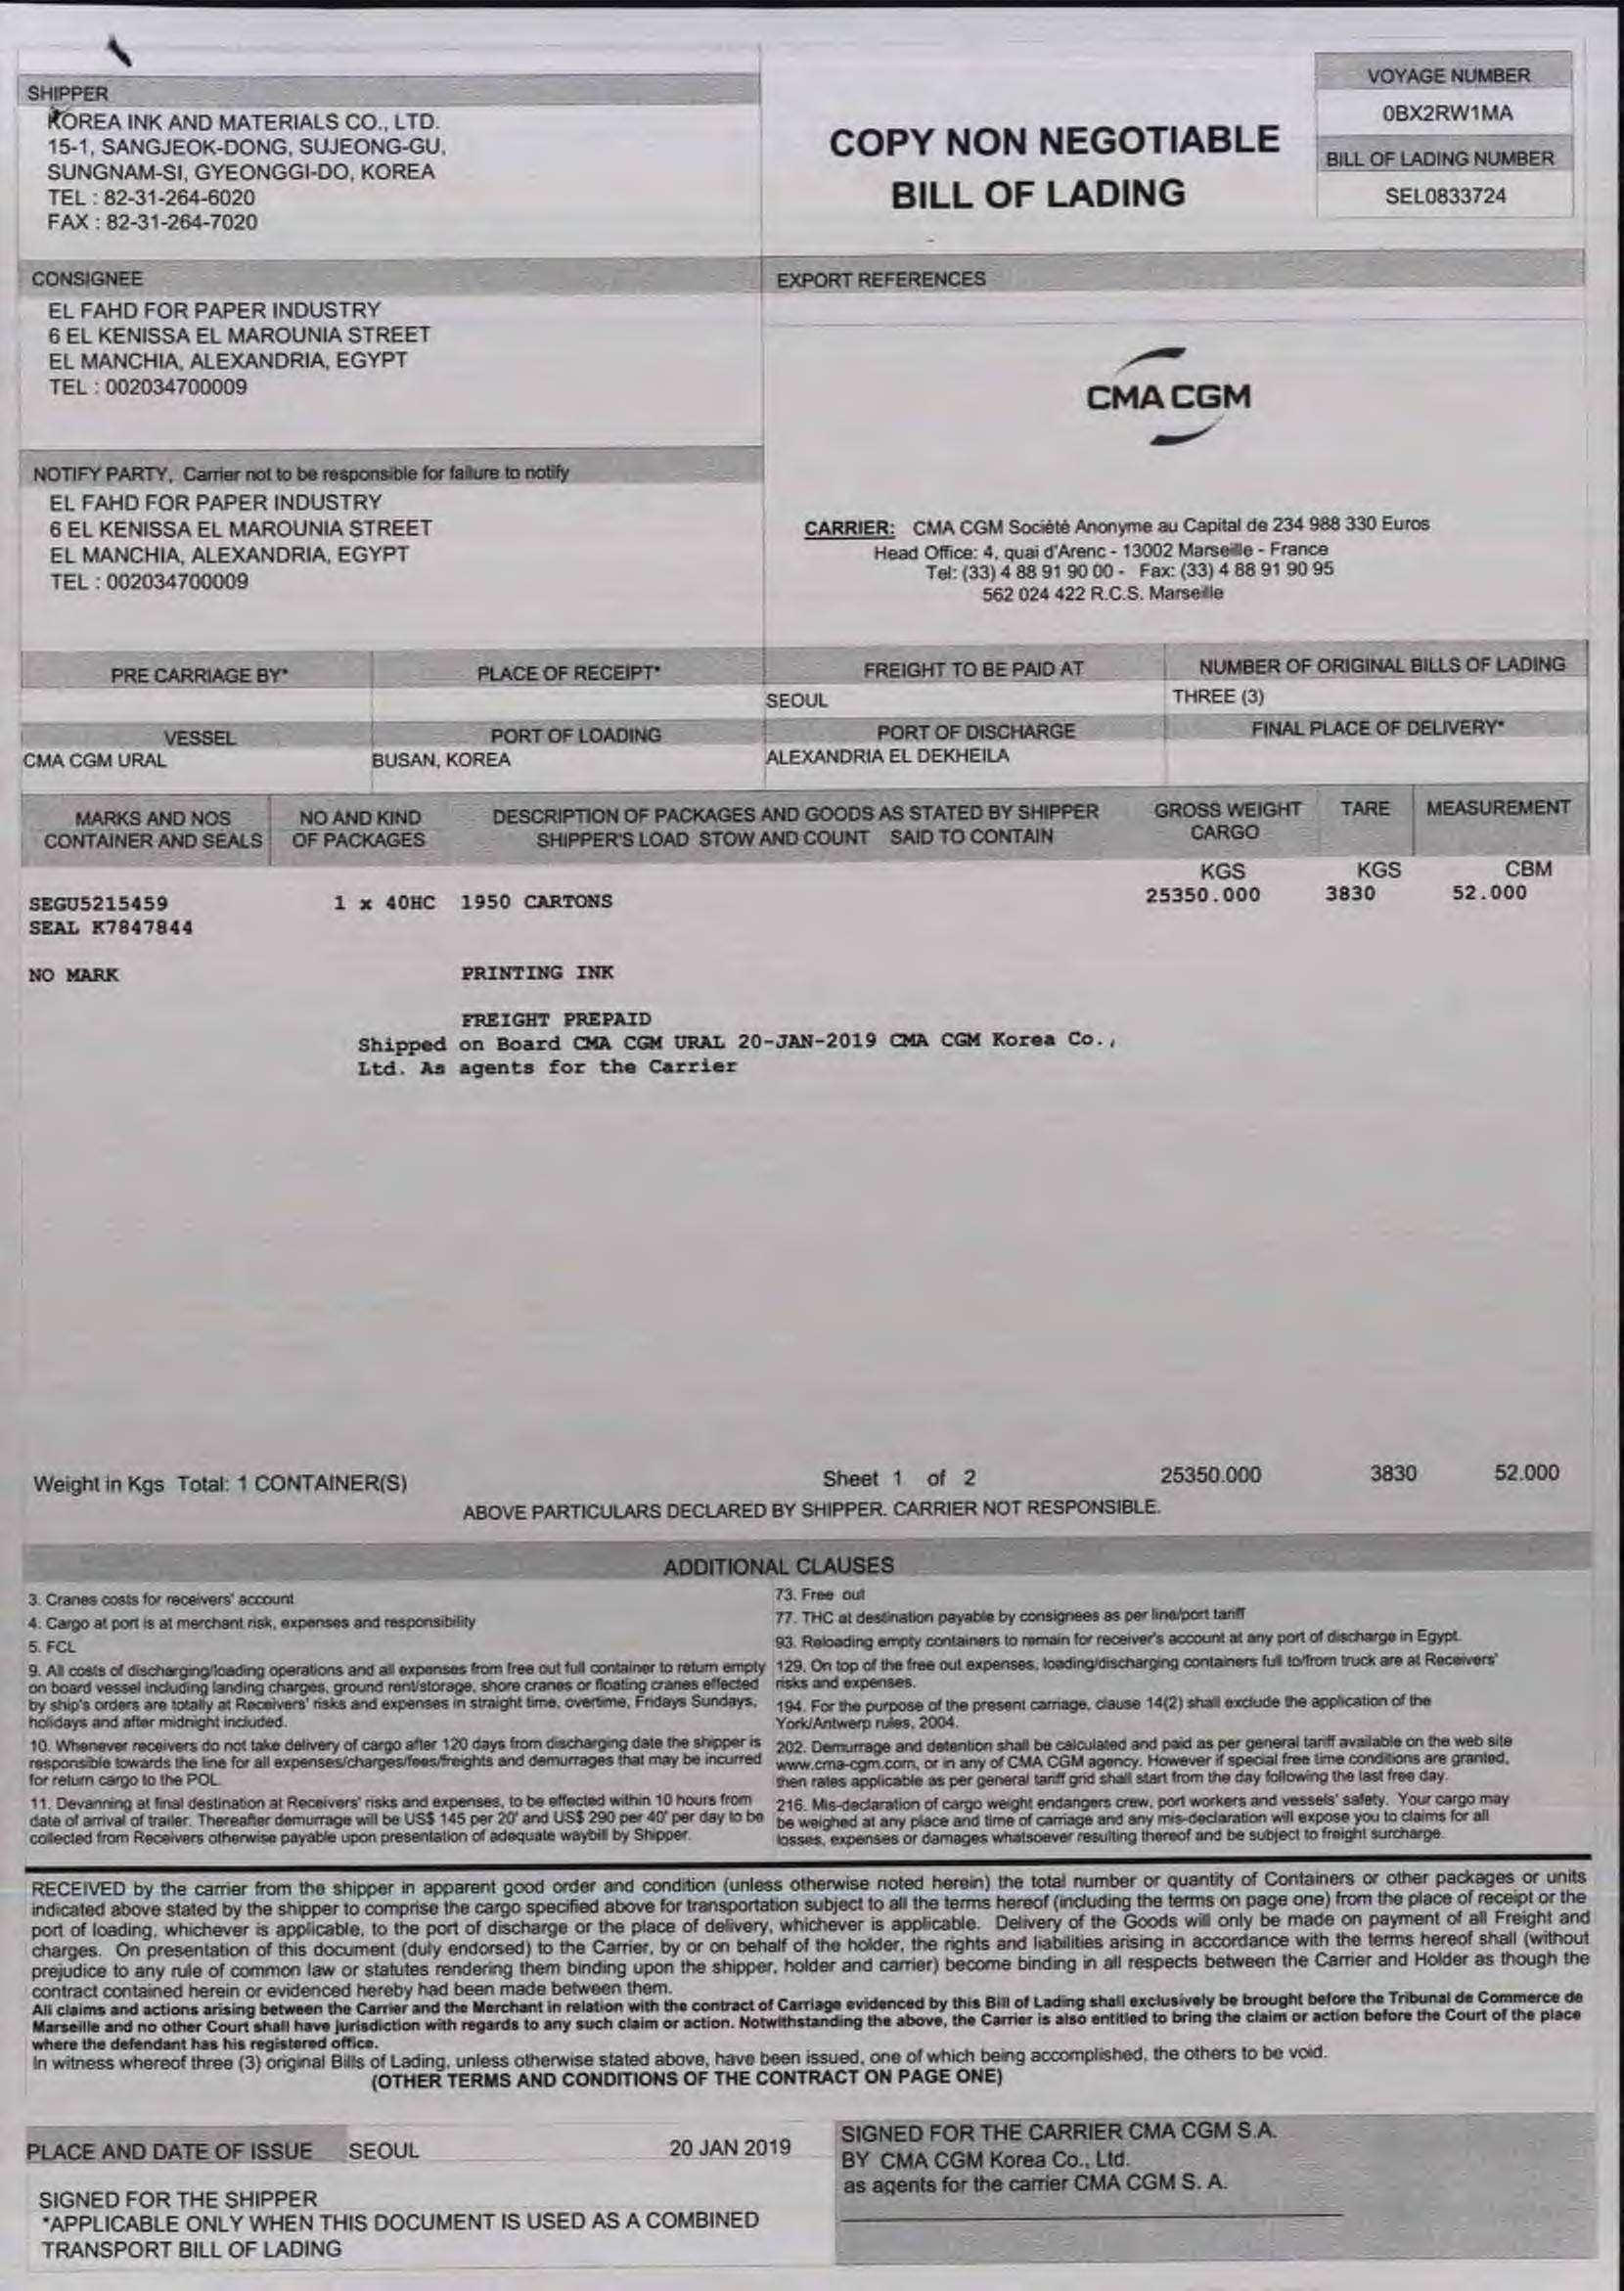 SHIPPER
KOREA INK AND MATERIALS CO., LTD.
15-1, SANGJEOK-DONG, SUJEONG-GU,
SUNGNAM-SI, GYEONGGI-DO, KOREA
TEL : 82-31-264-6020
FAX : 82-31-264-7020
COPY NON NEGOTIABLE
BILL OF LADING
VOYAGE NUMBER
0BX2RW1MA
BILL OF LADING NUMBER
SEL0833724
CONSIGNEE
EL FAHD FOR PAPER INDUSTRY
6 EL KENISSA EL MAROUNIA STREET
EL MANCHIA, ALEXANDRIA, EGYPT
TEL : 002034700009
EXPORT REFERENCES
CMA CGM
NOTIFY PARTY, Carrier not to be responsible for failure to notify
EL FAHD FOR PAPER INDUSTRY
6 EL KENISSA EL MAROUNIA STREET
EL MANCHIA, ALEXANDRIA, EGYPT
TEL : 002034700009
CARRIER: CMA CGM Société Anonyme au Capital de 234 988 330 Euros
Head Office: 4, quai d'Arenc - 13002 Marseille - France
Tel: (33) 4 88 91 90 00 - Fax: (33) 4 88 91 90 95
562 024 422 R.C.S. Marseille
PRE CARRIAGE BY* PLACE OF RECEIPT* FREIGHT TO BE PAID AT NUMBER OF ORIGINAL BILLS OF LADING
SEOUL THREE (3)
VESSEL PORT OF LOADING PORT OF DISCHARGE FINAL PLACE OF DELIVERY*
CMA CGM URAL BUSAN, KOREA ALEXANDRIA EL DEKHEILA
MARKS AND NOS NO AND KIND DESCRIPTION OF PACKAGES AND GOODS AS STATED BY SHIPPER GROSS WEIGHT TARE MEASUREMENT
CONTAINER AND SEALS OF PACKAGES SHIPPER'S LOAD STOW AND COUNT SAID TO CONTAIN CARGO
KGS KGS CBM
SEGU5215459 1 x 40HC 1950 CARTONS 25350.000 3830 52.000
SEAL K7847844
NO MARK PRINTING INK
FREIGHT PREPAID
Shipped on Board CMA CGM URAL 20-JAN-2019 CMA CGM Korea Co.,
Ltd. As agents for the Carrier
Weight in Kgs Total: 1 CONTAINER(S) Sheet 1 of 2 25350.000 3830 52.000
ABOVE PARTICULARS DECLARED BY SHIPPER. CARRIER NOT RESPONSIBLE.
ADDITIONAL CLAUSES
3. Cranes costs for receivers' account
4. Cargo at port is at merchant risk, expenses and responsibility
5. FCL
9. All costs of discharging/loading operations and all expenses from free out full container to return empty
on board vessel including landing charges, ground rent/storage, shore cranes or floating cranes effected
by ship's orders are totally at Receivers' risks and expenses in straight time, overtime, Fridays Sundays,
holidays and after midnight included.
10. Whenever receivers do not take delivery of cargo after 120 days from discharging date the shipper is
responsible towards the line for all expenses/charges/fees/freights and demurrages that may be incurred
for return cargo to the POL.
11. Devanning at final destination at Receivers' risks and expenses, to be effected within 10 hours from
date of arrival of trailer. Thereafter demurrage will be US$ 145 per 20' and US$ 290 per 40' per day to be
collected from Receivers otherwise payable upon presentation of adequate waybill by Shipper.
73. Free out
77. THC at destination payable by consignees as per line/port tariff
93. Reloading empty containers to remain for receiver's account at any port of discharge in Egypt.
129. On top of the free out expenses, loading/discharging containers full to/from truck are at Receivers'
risks and expenses.
194. For the purpose of the present carriage, clause 14(2) shall exclude the application of the
York/Antwerp rules, 2004.
202. Demurrage and detention shall be calculated and paid as per general tariff available on the web site
www.cma-cgm.com, or in any of CMA CGM agency. However if special free time conditions are granted,
then rates applicable as per general tariff grid shall start from the day following the last free day.
216. Mis-declaration of cargo weight endangers crew, port workers and vessels' safety. Your cargo may
be weighed at any place and time of carriage and any mis-declaration will expose you to claims for all
losses, expenses or damages whatsoever resulting thereof and be subject to freight surcharge.
RECEIVED by the carrier from the shipper in apparent good order and condition (unless otherwise noted herein) the total number or quantity of Containers or other packages or units
indicated above stated by the shipper to comprise the cargo specified above for transportation subject to all the terms hereof (including the terms on page one) from the place of receipt or the
port of loading, whichever is applicable, to the port of discharge or the place of delivery, whichever is applicable. Delivery of the Goods will only be made on payment of all Freight and
charges. On presentation of this document (duly endorsed) to the Carrier, by or on behalf of the holder, the rights and liabilities arising in accordance with the terms hereof shall (without
prejudice to any rule of common law or statutes rendering them binding upon the shipper, holder and carrier) become binding in all respects between the Carrier and Holder as though the
contract contained herein or evidenced hereby had been made between them.
All claims and actions arising between the Carrier and the Merchant in relation with the contract of Carriage evidenced by this Bill of Lading shall exclusively be brought before the Tribunal de Commerce de
Marseille and no other Court shall have jurisdiction with regards to any such claim or action. Notwithstanding the above, the Carrier is also entitled to bring the claim or action before the Court of the place
where the defendant has his registered office.
In witness whereof three (3) original Bills of Lading, unless otherwise stated above, have been issued, one of which being accomplished, the others to be void.
(OTHER TERMS AND CONDITIONS OF THE CONTRACT ON PAGE ONE)
PLACE AND DATE OF ISSUE SEOUL 20 JAN 2019
SIGNED FOR THE SHIPPER
*APPLICABLE ONLY WHEN THIS DOCUMENT IS USED AS A COMBINED
TRANSPORT BILL OF LADING
SIGNED FOR THE CARRIER CMA CGM S.A.
BY CMA CGM Korea Co., Ltd.
as agents for the carrier CMA CGM S. A.